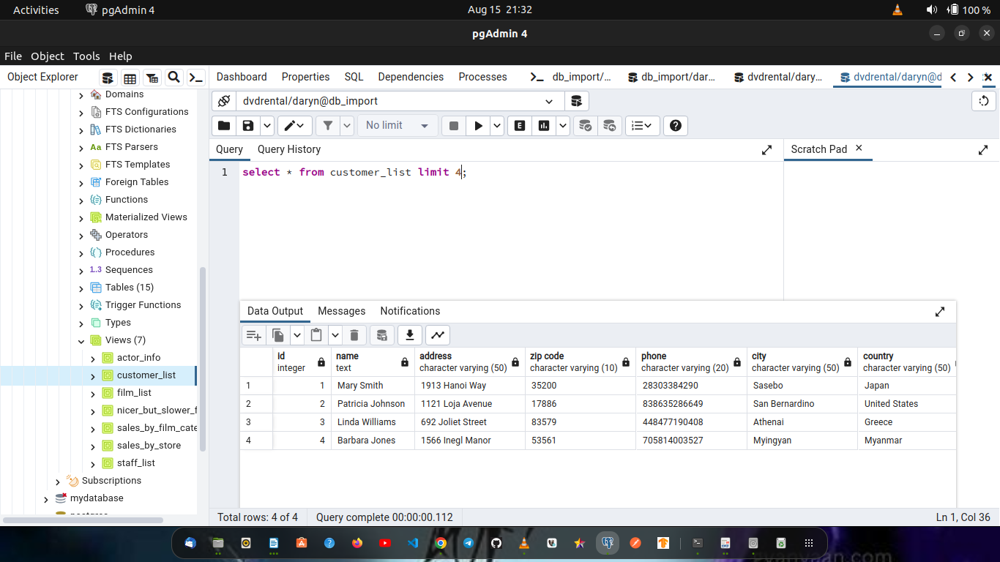 Activities pgAdmin 4 Aug 15 21:32 100 %
pgAdmin 4
File Object Tools Help
Object Explorer Dashboard Properties SQL Dependencies Processes db_import/... db_import/dar... dvdrental/dary... dvdrental/daryn@d
Domains
FTS Configurations
FTS Dictionaries
Aa FTS Parsers
FTS Templates
Foreign Tables
Functions
Materialized Views
Operators
Procedures
1..3 Sequences
Tables (15)
Trigger Functions
Types
Views (7)
actor_info
customer_list
film_list
nicer_but_slower_f
sales_by_film_cate
sales_by_store
staff_list
Subscriptions
mydatabase
dvdrental/daryn@db_import
No limit E
Query Query History Scratch Pad
1 select * from customer_list limit 4;
Data Output Messages Notifications
id name address zip code phone city country
integer text character varying (50) character varying (10) character varying (20) character varying (50) character varying (50)
1 1 Mary Smith 1913 Hanoi Way 35200 28303384290 Sasebo Japan
2 2 Patricia Johnson 1121 Loja Avenue 17886 838635286649 San Bernardino United States
3 3 Linda Williams 692 Joliet Street 83579 448477190408 Athenai Greece
4 4 Barbara Jones 1566 Inegl Manor 53561 705814003527 Myingyan Myanmar
Total rows: 4 of 4 Query complete 00:00:00.112 Ln 1, Col 36